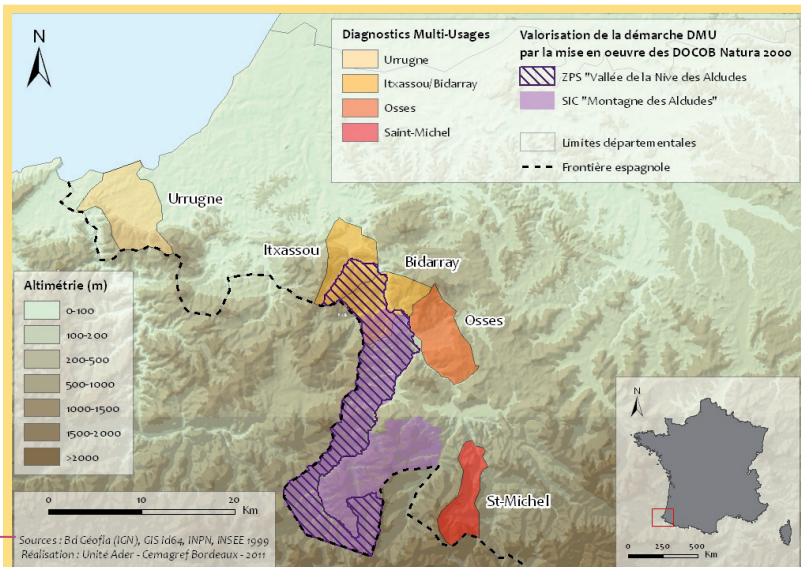 N
Diagnostics Multi-Usages
Urrugne
Itxassou/Bidarray
Osses
Saint-Michel
Valorisation de la démarche DMU
par la mise en oeuvre des DOCOB Natura 2000
ZPS "Vallée de la Nive des Aldudes"
SIC "Montagne des Aldudes"
Limites départementales
Frontière espagnole
Urrugne
Itxassou
Bidarray
Osses
St-Michel
Altimétrie (m)
0-100
100-200
200-500
500-1000
1000-1500
1500-2000
>2000
0 10 20
Km
Sources : Bd Géofla (IGN), GIS id64, INPN, INSEE 1999
Réalisation : Unité Ader - Cemagref Bordeaux - 2011
N
0 250 500
Km